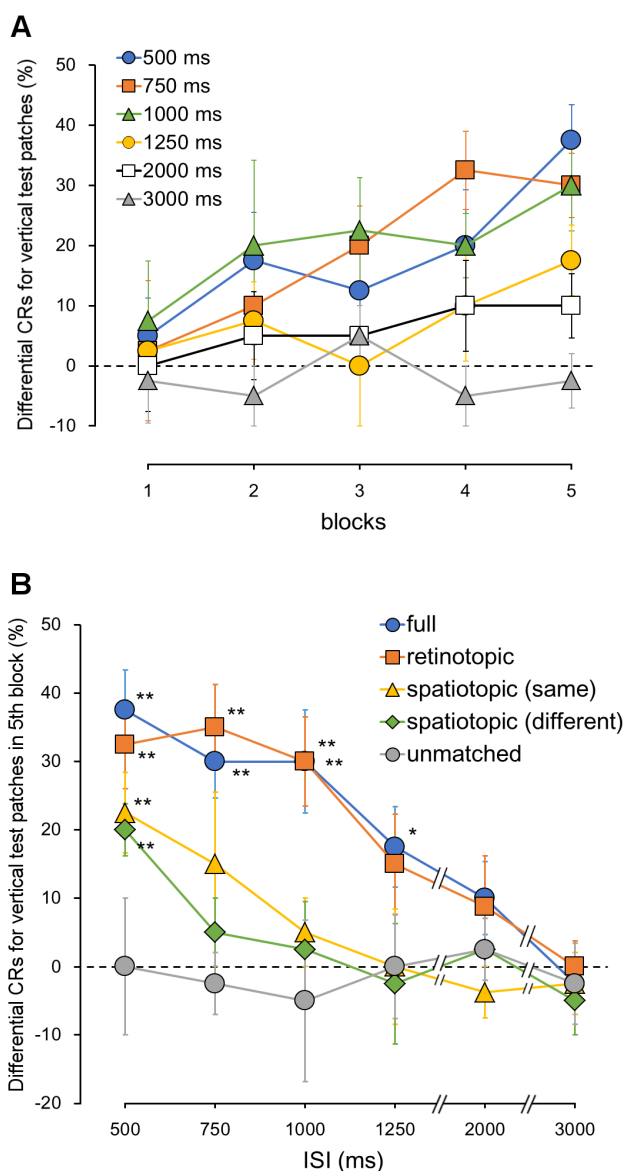 A
Differential CRs for vertical test patches (%)
50
40
30
20
10
0
-10
500 ms
750 ms
1000 ms
1250 ms
2000 ms
3000 ms
1 2 3 4 5
blocks
B
Differential CRs for vertical test patches in 5th block (%)
50
40
30
20
10
0
-10
-20
full
retinotopic
spatiotopic (same)
spatiotopic (different)
unmatched
**
**
**
**
**
**
**
**
*
500 750 1000 1250 2000 3000
ISI (ms)